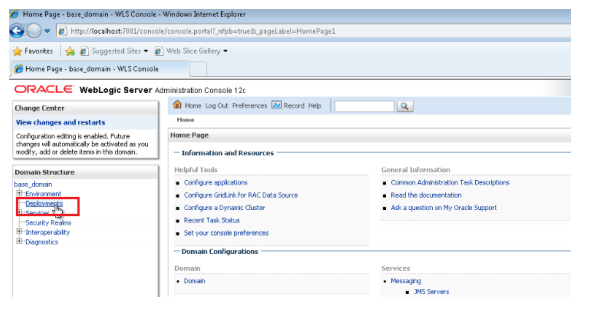 Home Page - base_domain - WLS Console - Windows Internet Explorer
http://localhost:7001/console/console.portal?_nfpb=true&_pageLabel=HomePage1
Favorites Suggested Sites Web Slice Gallery
Home Page - base_domain - WLS Console
ORACLE WebLogic Server Administration Console 12c
Change Center
View changes and restarts
Configuration editing is enabled. Future
changes will automatically be activated as you
modify, add or delete items in this domain.
Domain Structure
base_domain
Environment
Deployments
Services
Security Realms
Interoperability
Diagnostics
Home Log Out Preferences Record Help
Home
Home Page
Information and Resources
Helpful Tools
Configure applications
Configure GridLink for RAC Data Source
Configure a Dynamic Cluster
Recent Task Status
Set your console preferences
General Information
Common Administration Task Descriptions
Read the documentation
Ask a question on My Oracle Support
Domain Configurations
Domain
Domain
Services
Messaging
JMS Servers